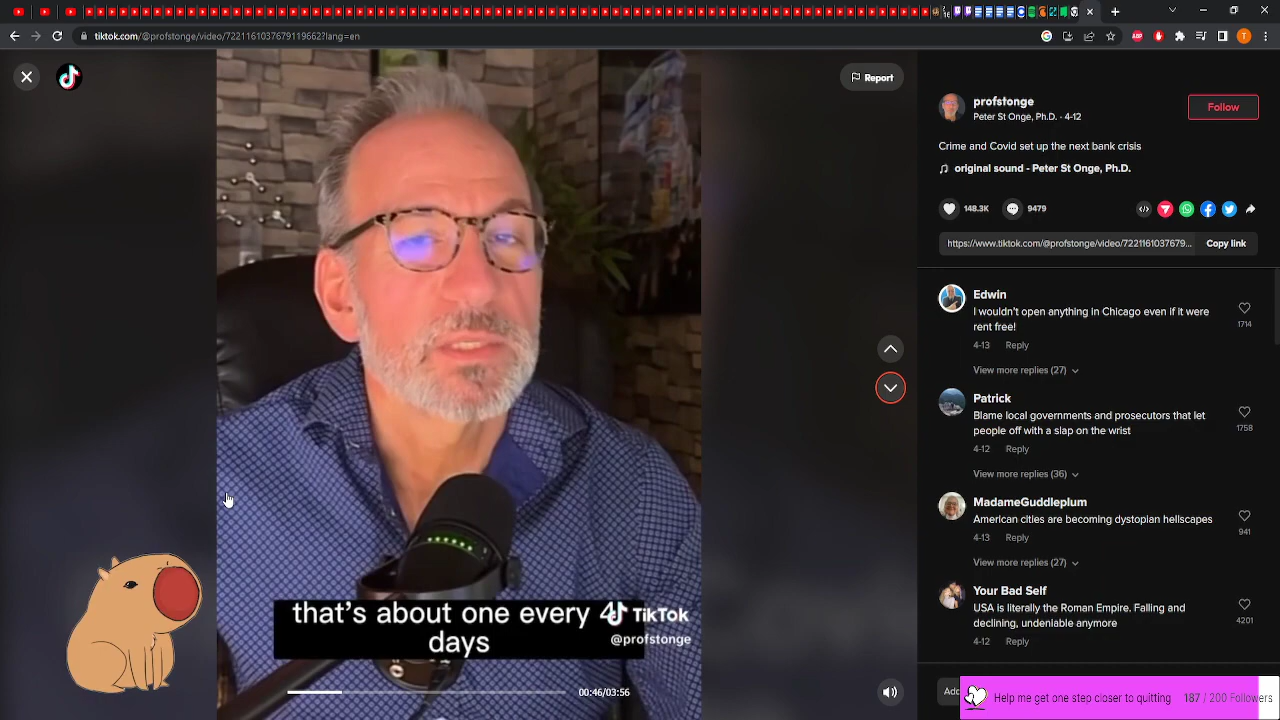 tiktok.com/@profstonge/video/7221161037679119662?lang=en
T
Report
that's about one every 4
days
TikTok
@profstonge
00:46/03:56
profstonge
Peter St Onge, Ph.D. · 4-12
Follow
Crime and Covid set up the next bank crisis
original sound - Peter St Onge, Ph.D.
148.3K
9479
https://www.tiktok.com/@profstonge/video/7221161037679...
Copy link
Edwin
I wouldn't open anything in Chicago even if it were
rent free!
1714
4-13 Reply
View more replies (27)
Patrick
Blame local governments and prosecutors that let
people off with a slap on the wrist
1758
4-12 Reply
View more replies (36)
MadameGuddleplum
American cities are becoming dystoplan hellscapes
941
4-13 Reply
View more replies (27)
Your Bad Self
USA is literally the Roman Empire. Falling and
declining, undeniable anymore
4201
4-12 Reply
Add
Help me get one step closer to quitting 187 / 200 Followers